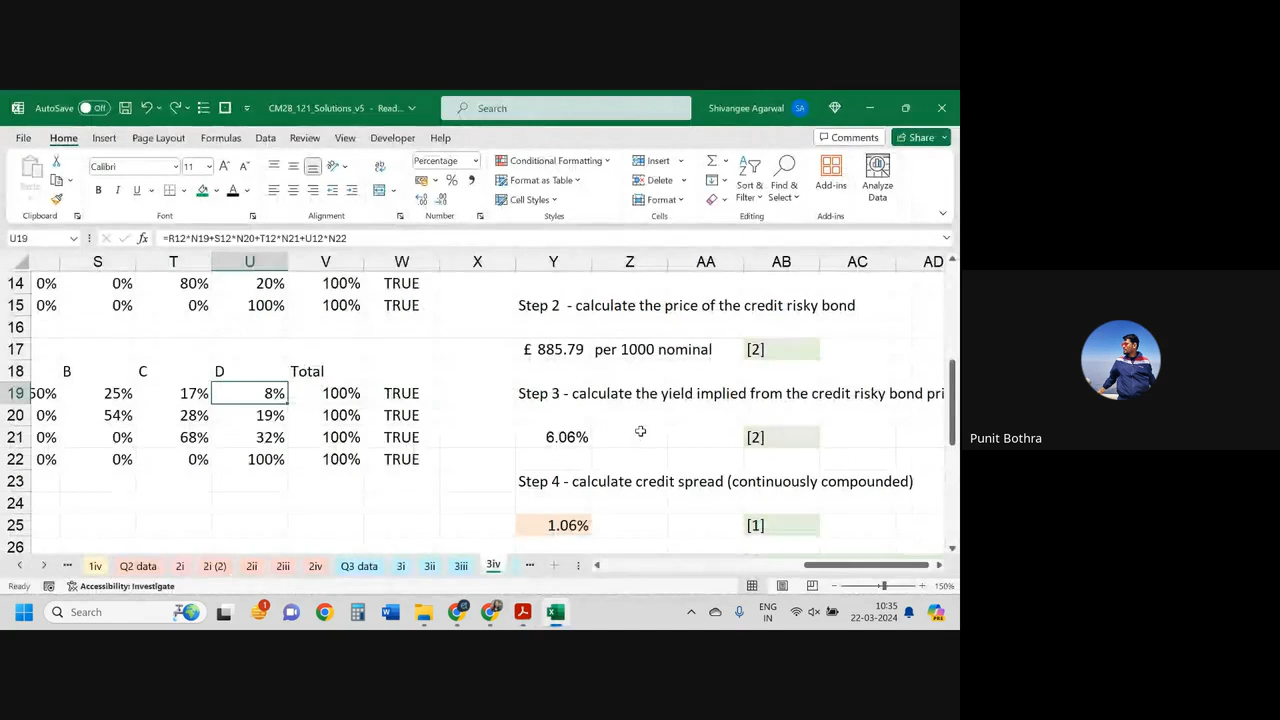 AutoSave Off CM2B_121_Solutions_v5 - Read... Search Shivangee Agarwal SA
File Home Insert Page Layout Formulas Data Review View Developer Help Comments Share
Calibri 11 A A Percentage Conditional Formatting Insert
Paste Format as Table Delete Sort & Filter Find & Select Add-ins Analyze Data
B I U A % Cell Styles Format
Clipboard Font Alignment Number Styles Cells Editing Add-ins
U19 fx =R12*N19+S12*N20+T12*N21+U12*N22
S T U V W X Y Z AA AB AC AD
14 0% 0% 80% 20% 100% TRUE
15 0% 0% 0% 100% 100% TRUE Step 2 - calculate the price of the credit risky bond
16
17 £ 885.79 per 1000 nominal [2]
18 B C D Total
19 50% 25% 17% 8% 100% TRUE Step 3 - calculate the yield implied from the credit risky bond pri
20 0% 54% 28% 19% 100% TRUE
21 0% 0% 68% 32% 100% TRUE 6.06% [2]
22 0% 0% 0% 100% 100% TRUE
23 Step 4 - calculate credit spread (continuously compounded)
24
25 1.06% [1]
26
1iv Q2 data 2i 2i (2) 2ii 2iii 2iv Q3 data 3i 3ii 3iii 3iv
Ready Accessibility: Investigate 150%
Search 1 ENG IN 10:35 22-03-2024
Punit Bothra